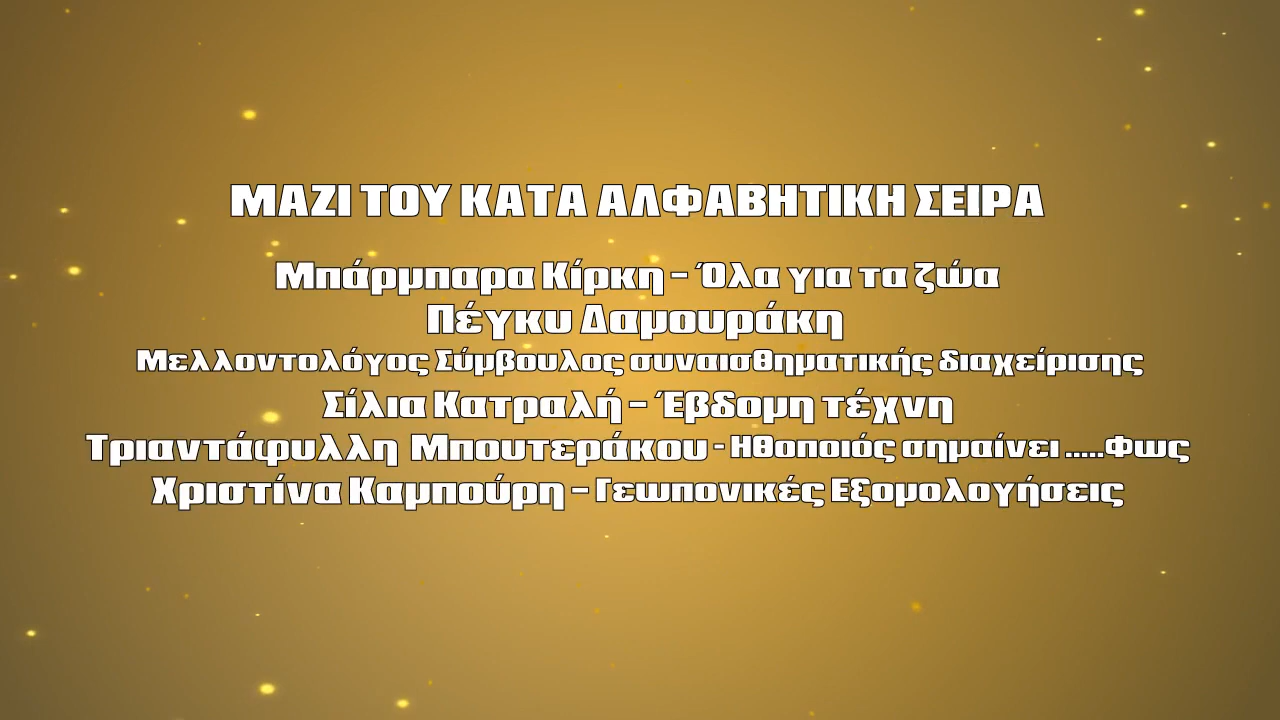 ΜΑΖΙ ΤΟΥ ΚΑΤΑ ΑΛΦΑΒΗΤΙΚΗ ΣΕΙΡΑ
Μπάρμπαρα Κίρκη - Όλα για τα ζώα
Πέγκυ Δαμουράκη
Μελλοντολόγος Σύμβουλος συναισθηματικής διαχείρισης
Σίλια Κατραλή - Έβδομη τέχνη
Τριαντάφυλλη Μπουτεράκου - Ηθοποιός σημαίνει .....Φως
Χριστίνα Καμπούρη - Γεωπονικές Εξομολογήσεις